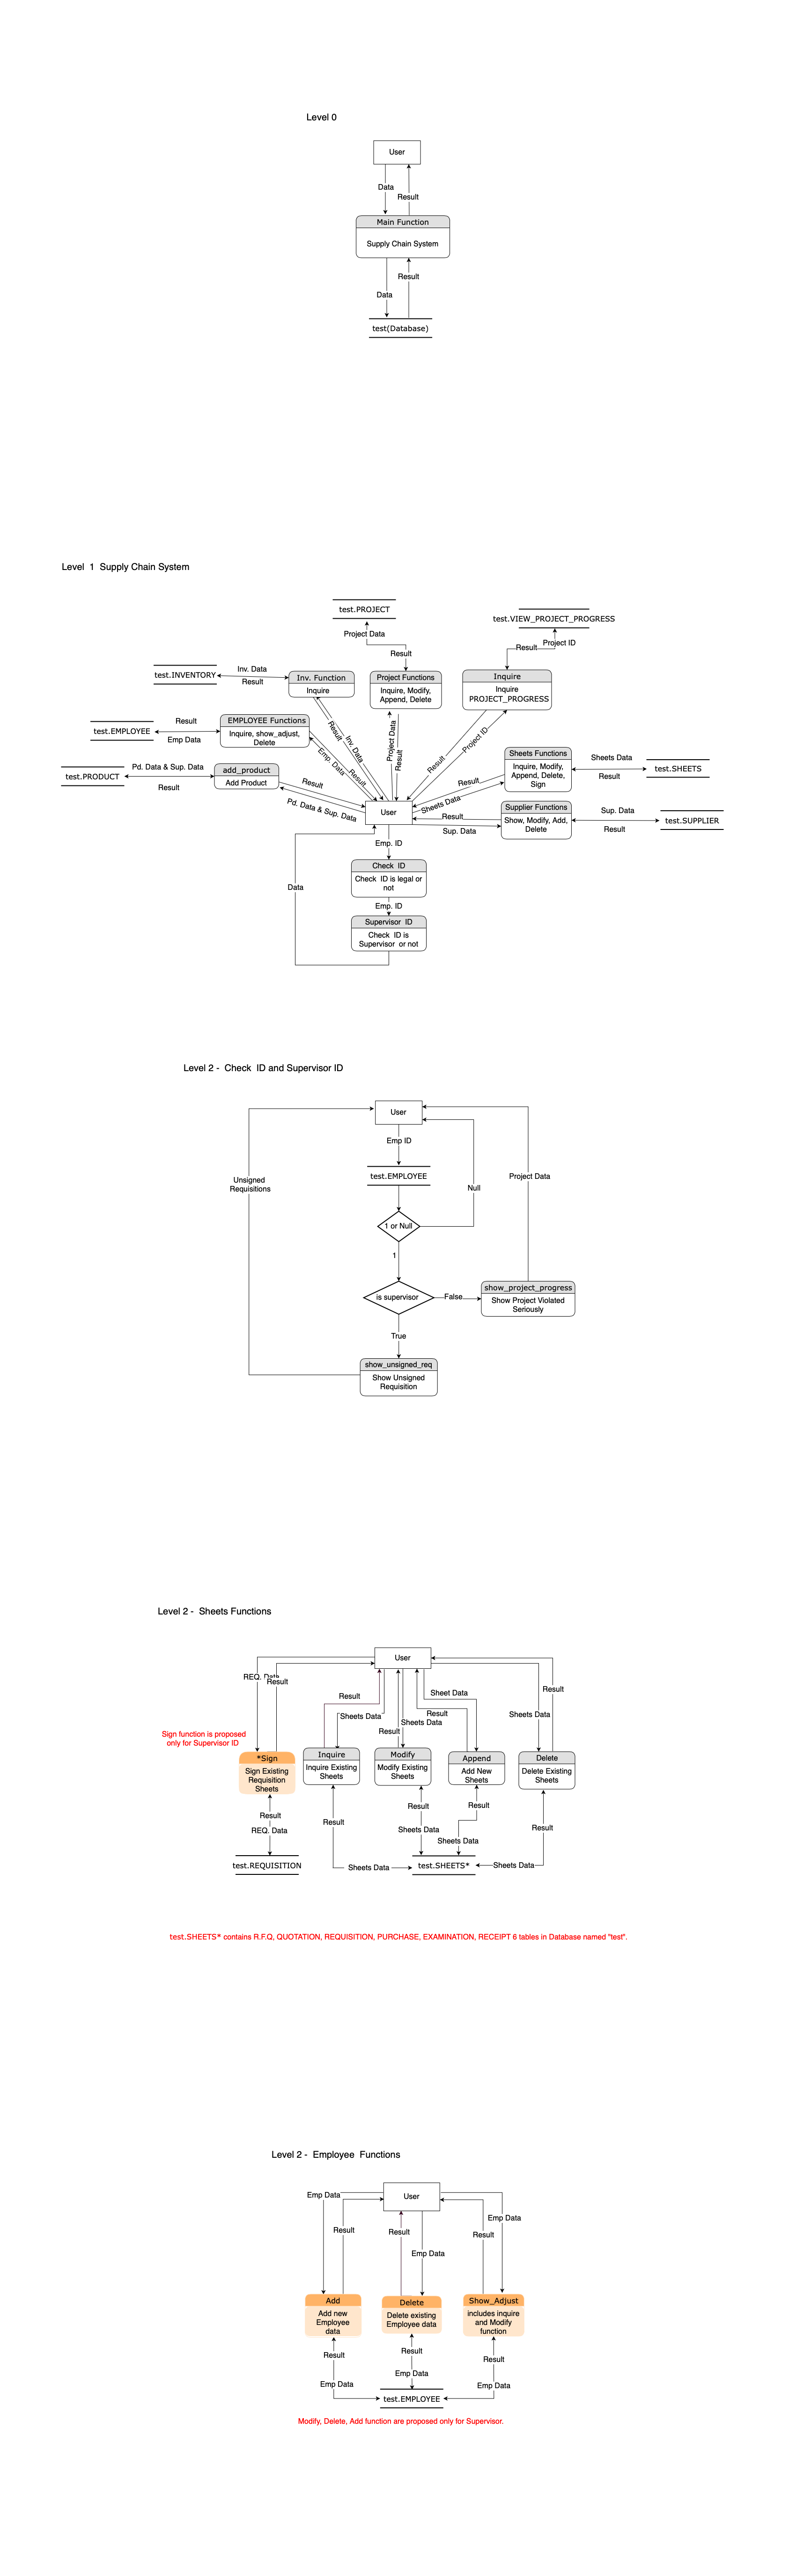 Level 0
User
Data
Result
Main Function
Supply Chain System
Result
Data
test(Database)
Level 1 Supply Chain System
test.PROJECT
test.VIEW_PROJECT_PROGRESS
Project Data
Project ID
Result
Result
test.INVENTORY
Inv. Data
Result
Inv. Function
Inquire
Project Functions
Inquire, Modify,
Append, Delete
Inquire
Inquire
PROJECT_PROGRESS
test.EMPLOYEE
Result
Emp Data
EMPLOYEE Functions
Inquire, show_adjust,
Delete
Result
Inv. Data
Project Data
Result
Result
Project ID
Emp. Data
Result
Sheets Functions
Inquire, Modify,
Append, Delete,
Sign
Sheets Data
Result
test.SHEETS
test.PRODUCT
Pd. Data & Sup. Data
Result
add_product
Add Product
Result
Pd. Data & Sup. Data
Result
Sheets Data
User
Result
Sup. Data
Supplier Functions
Show, Modify, Add,
Delete
Sup. Data
Result
test.SUPPLIER
Emp. ID
Check ID
Check ID is legal or
not
Data
Emp. ID
Supervisor ID
Check ID is
Supervisor or not
Level 2 - Check ID and Supervisor ID
User
Emp ID
test.EMPLOYEE
Unsigned
Requisitions
Null
Project Data
1 or Null
1
is supervisor
False
show_project_progress
Show Project Violated
Seriously
True
show_unsigned_req
Show Unsigned
Requisition
Level 2 - Sheets Functions
User
REQ. Data
Result
Result
Sheets Data
Result
Sheets Data
Sheet Data
Result
Result
Sheets Data
Sign function is proposed
only for Supervisor ID
*Sign
Sign Existing
Requisition
Sheets
Inquire
Inquire Existing
Sheets
Modify
Modify Existing
Sheets
Append
Add New
Sheets
Delete
Delete Existing
Sheets
Result
REQ. Data
Result
Result
Sheets Data
Result
Sheets Data
Result
test.REQUISITION
Sheets Data
test.SHEETS*
Sheets Data
test.SHEETS* contains R.F.Q, QUOTATION, REQUISITION, PURCHASE, EXAMINATION, RECEIPT 6 tables in Database named "test".
Level 2 - Employee Functions
User
Emp Data
Result
Result
Emp Data
Emp Data
Result
Add
Add new
Employee
data
Delete
Delete existing
Employee data
Show_Adjust
includes inquire
and Modify
function
Result
Emp Data
Result
Emp Data
Result
Emp Data
test.EMPLOYEE
Modify, Delete, Add function are proposed only for Supervisor.